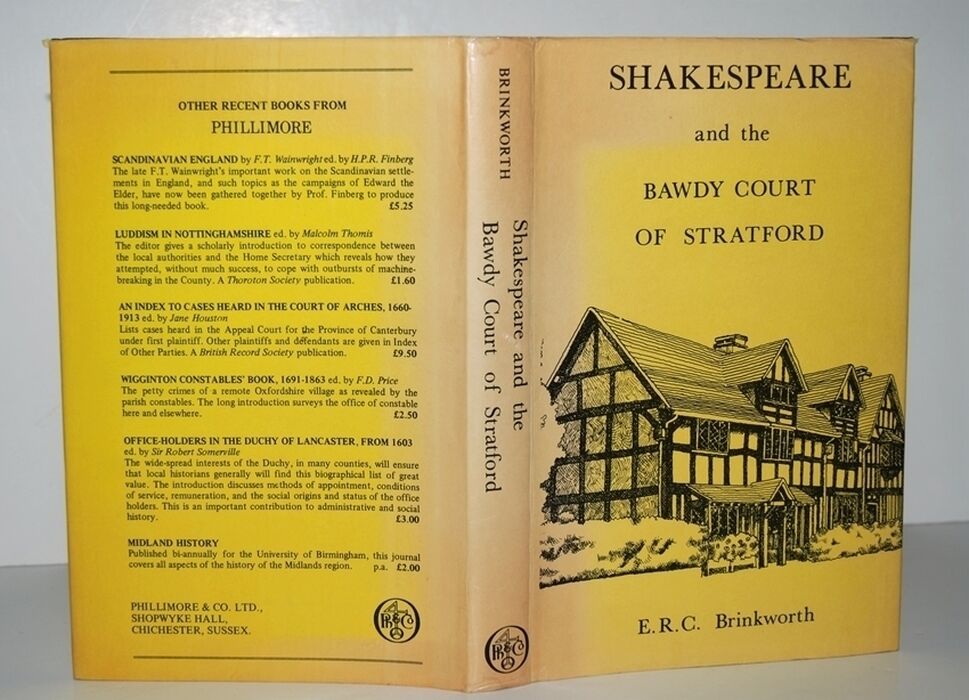 OTHER RECENT BOOKS FROM
PHILLIMORE
SCANDINAVIAN ENGLAND by F.T. Wainwright ed. by H.P.R. Finberg
The late F.T. Wainwright's important work on the Scandinavian settle-
ments in England, and such topics as the campaigns of Edward the
Elder, have now been gathered together by Prof. Finberg to produce
this long-needed book. £5.25
LUDDISM IN NOTTINGHAMSHIRE ed. by Malcolm Thomis
The editor gives a scholarly introduction to correspondence between
the local authorities and the Home Secretary which reveals how they
attempted, without much success, to cope with outbursts of machine-
breaking in the County. A Thoroton Society publication. £1.60
AN INDEX TO CASES HEARD IN THE COURT OF ARCHES, 1660-
1913 ed. by Jane Houston
Lists cases heard in the Appeal Court for the Province of Canterbury
under first plaintiff. Other plaintiffs and defendants are given in Index
of Other Parties. A British Record Society publication. £9.50
WIGGINTON CONSTABLES' BOOK, 1691-1863 ed. by F.D. Price
The petty crimes of a remote Oxfordshire village as revealed by the
parish constables. The long introduction surveys the office of constable
here and elsewhere. £2.50
OFFICE-HOLDERS IN THE DUCHY OF LANCASTER, FROM 1603
ed. by Sir Robert Somerville
The wide-spread interests of the Duchy, in many counties, will ensure
that local historians generally will find this biographical list of great
value. The introduction discusses methods of appointment, conditions
of service, remuneration, and the social origins and status of the office
holders. This is an important contribution to administrative and social
history. £3.00
MIDLAND HISTORY
Published bi-annually for the University of Birmingham, this journal
covers all aspects of the history of the Midlands region. p.a. £2.00
PHILLIMORE & CO. LTD.,
SHOPWYKE HALL,
CHICHESTER, SUSSEX.
BRINKWORTH
Shakespeare and the
Bawdy Court of Stratford
SHAKESPEARE
and the
BAWDY COURT
OF STRATFORD
E.R.C. Brinkworth